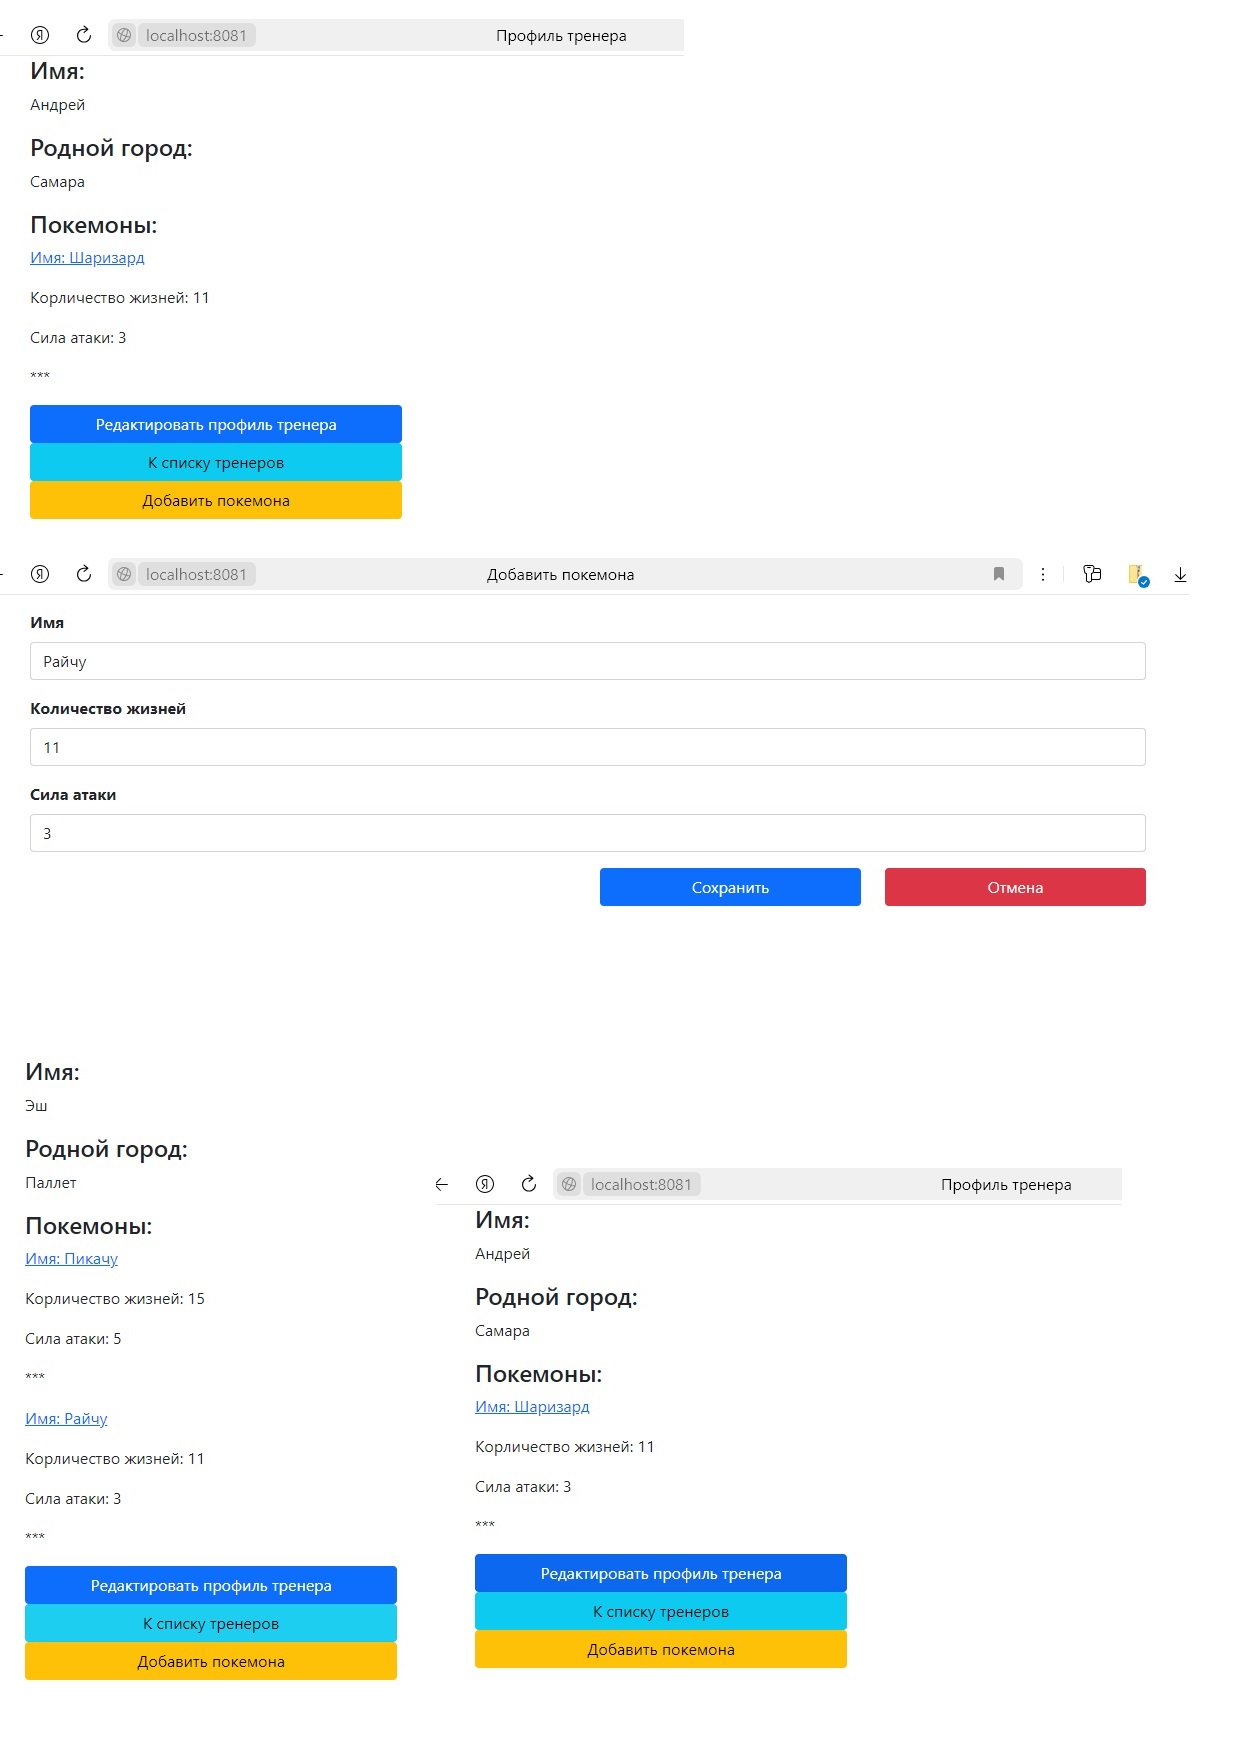 localhost:8081 Профиль тренера
Имя:
Андрей
Родной город:
Самара
Покемоны:
Имя: Шаризард
Корличество жизней: 11
Сила атаки: 3
***
Редактировать профиль тренера
К списку тренеров
Добавить покемона
localhost:8081 Добавить покемона
Имя
Райчу
Количество жизней
11
Сила атаки
3
Сохранить Отмена
Имя:
Эш
Родной город:
Паллет
Покемоны:
Имя: Пикачу
Корличество жизней: 15
Сила атаки: 5
***
Имя: Райчу
Корличество жизней: 11
Сила атаки: 3
***
Редактировать профиль тренера
К списку тренеров
Добавить покемона
localhost:8081 Профиль тренера
Имя:
Андрей
Родной город:
Самара
Покемоны:
Имя: Шаризард
Корличество жизней: 11
Сила атаки: 3
***
Редактировать профиль тренера
К списку тренеров
Добавить покемона